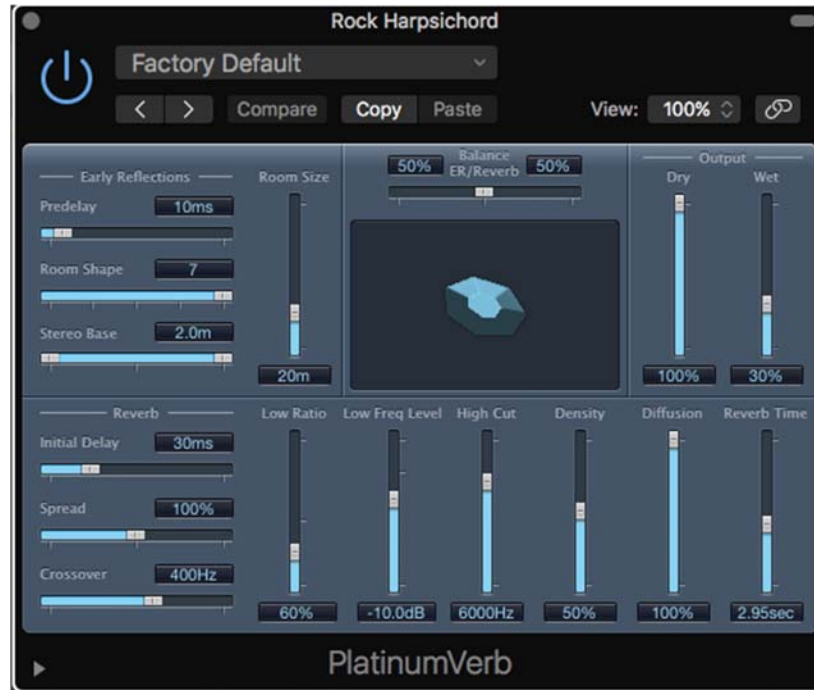 Rock Harpsichord
Factory Default
Compare Copy Paste View: 100%
Early Reflections
Predelay 10ms
Room Shape 7
Stereo Base 2.0m
Room Size
20m
50% Balance ER/Reverb 50%
Output
Dry Wet
100% 30%
Reverb
Initial Delay 30ms
Spread 100%
Crossover 400Hz
Low Ratio Low Freq Level High Cut Density Diffusion Reverb Time
60% -10.0dB 6000Hz 50% 100% 2.95sec
PlatinumVerb